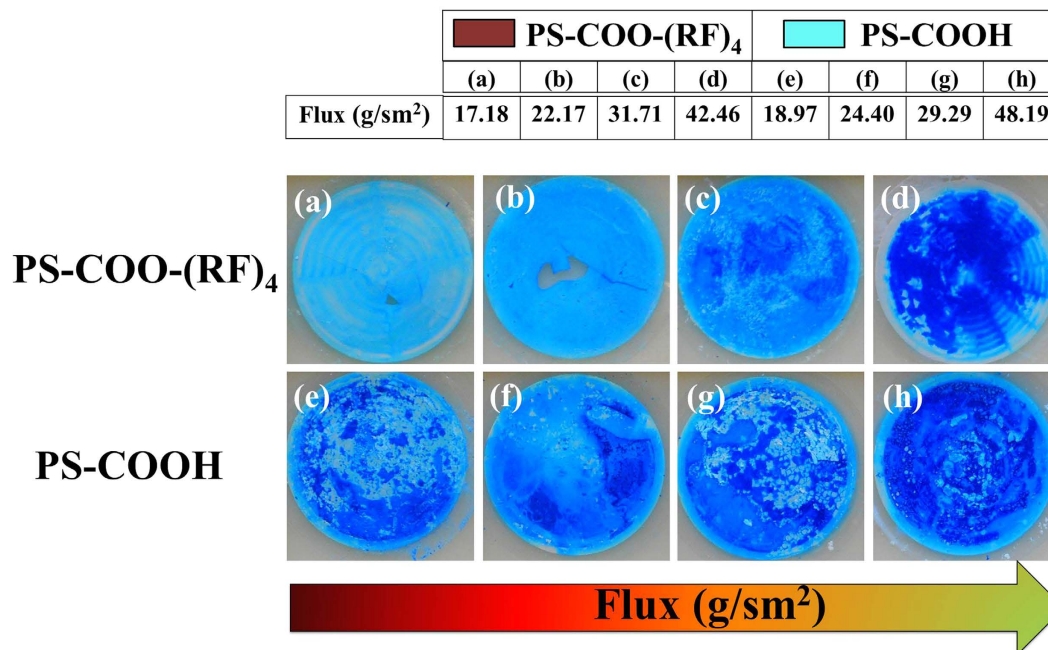 PS-COO-(RF)₄ PS-COOH
(a) (b) (c) (d) (e) (f) (g) (h)
Flux (g/sm²) 17.18 22.17 31.71 42.46 18.97 24.40 29.29 48.19
(a) (b) (c) (d)
PS-COO-(RF)₄
(e) (f) (g) (h)
PS-COOH
Flux (g/sm²)